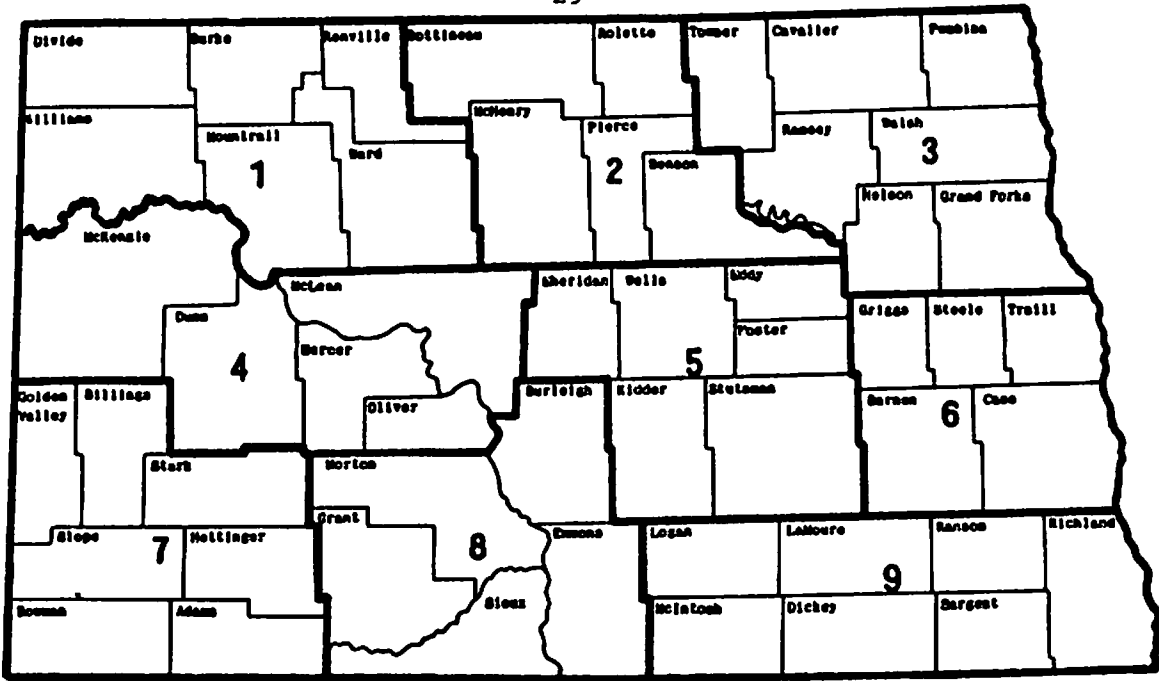 Divide
Burke
Renville
Bottineau
Rolette
Towner
Cavalier
Pembina
Williams
Mountrail
Ward
McHenry
Pierce
Benson
Ramsey
Walsh
1
2
3
Nelson
Grand Forks
McKenzie
McLean
Sheridan
Wells
Eddy
Dunn
Mercer
Foster
Griggs
Steele
Traill
4
5
Golden
Valley
Billings
Oliver
Burleigh
Kidder
Stutsman
Barnes
6
Cass
Stark
Morton
Grant
Slope
7
Hettinger
8
Emmons
Logan
LaMoure
Ransom
Richland
9
Bowman
Adams
Sioux
McIntosh
Dickey
Sargent